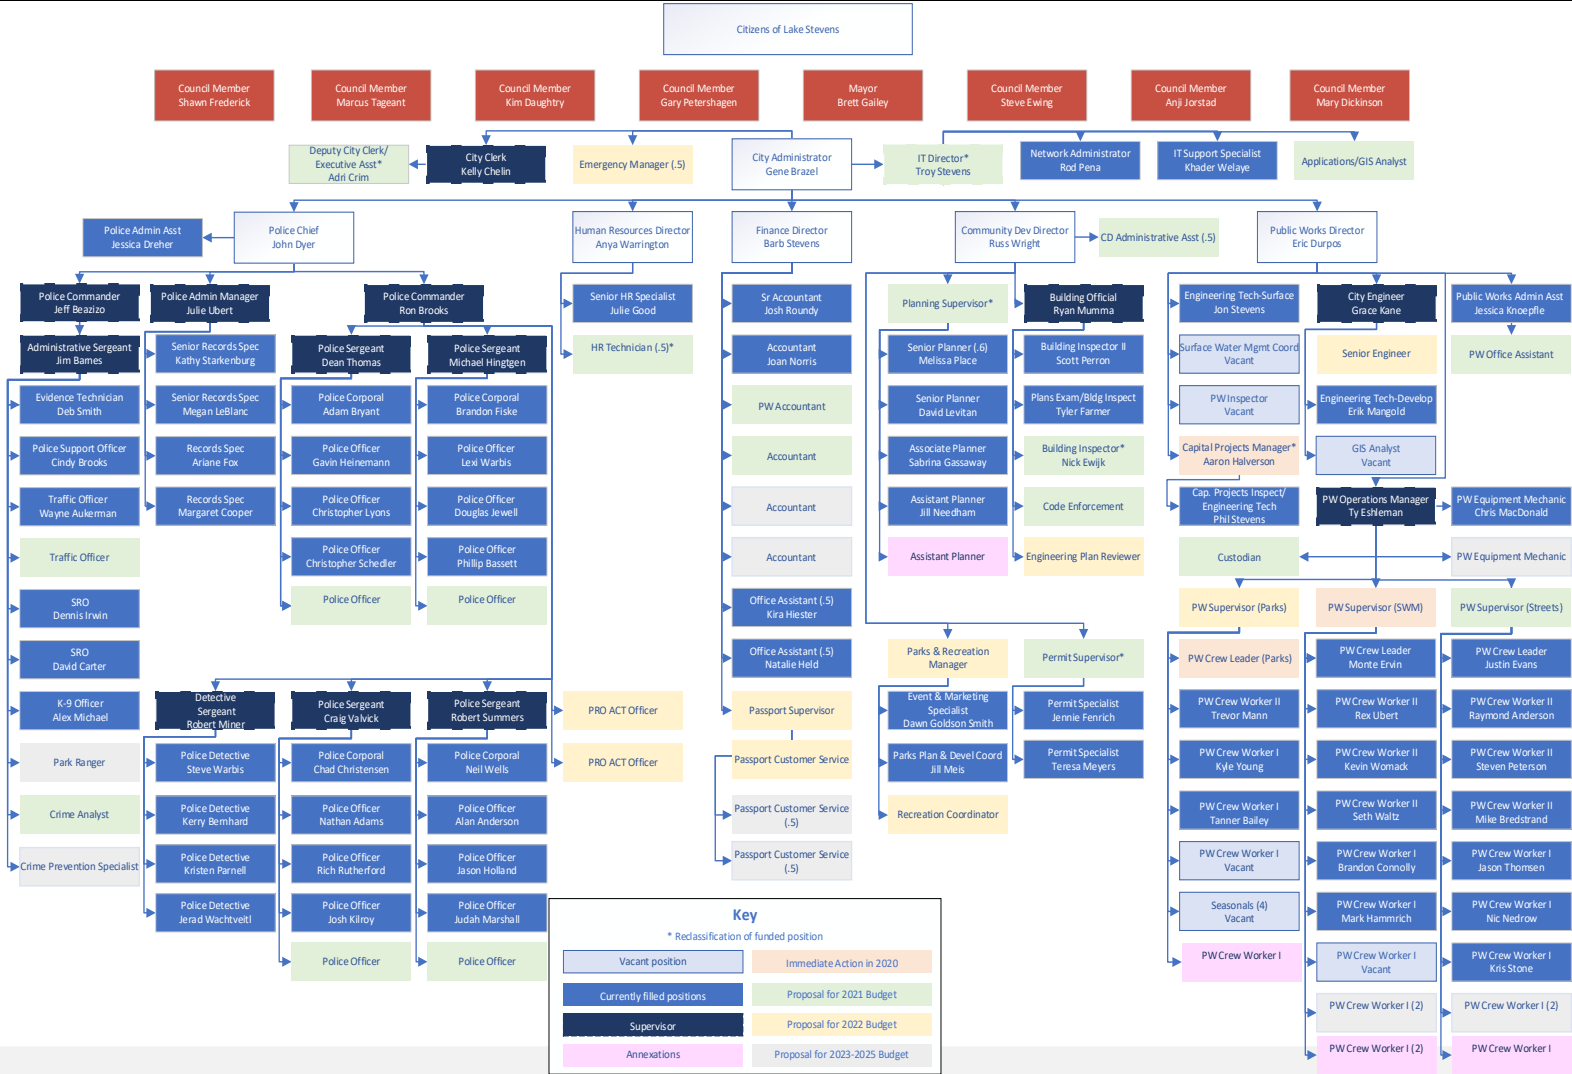 Citizens of Lake Stevens
Council Member
Shawn Frederick
Council Member
Marcus Tageant
Council Member
Kim Daughtry
Council Member
Gary Petershagen
Mayor
Brett Gailey
Council Member
Steve Ewing
Council Member
Anji Jorstad
Council Member
Mary Dickinson
Deputy City Clerk/
Executive Asst*
Adri Crim
City Clerk
Kelly Chelin
Emergency Manager (.5)
City Administrator
Gene Brazel
IT Director*
Troy Stevens
Network Administrator
Rod Pena
IT Support Specialist
Khader Welaye
Applications/GIS Analyst
Police Admin Asst
Jessica Dreher
Police Chief
John Dyer
Human Resources Director
Anya Warrington
Finance Director
Barb Stevens
Community Dev Director
Russ Wright
CD Administrative Asst (.5)
Public Works Director
Eric Durpos
Police Commander
Jeff Beazizo
Police Admin Manager
Julie Ubert
Police Commander
Ron Brooks
Administrative Sergeant
Jim Barnes
Senior Records Spec
Kathy Starkenburg
Police Sergeant
Dean Thomas
Police Sergeant
Michael Hingtgen
Evidence Technician
Deb Smith
Senior Records Spec
Megan LeBlanc
Police Corporal
Adam Bryant
Police Corporal
Brandon Fiske
Police Support Officer
Cindy Brooks
Records Spec
Ariane Fox
Police Officer
Gavin Heinemann
Police Officer
Lexi Warbis
Traffic Officer
Wayne Aukerman
Records Spec
Margaret Cooper
Police Officer
Christopher Lyons
Police Officer
Douglas Jewell
Traffic Officer
Police Officer
Christopher Schedler
Police Officer
Phillip Bassett
SRO
Dennis Irwin
Police Officer
Police Officer
SRO
David Carter
K-9 Officer
Alex Michael
Detective
Sergeant
Robert Miner
Police Sergeant
Craig Valvick
Police Sergeant
Robert Summers
PRO ACT Officer
Park Ranger
Police Detective
Steve Warbis
Police Corporal
Chad Christensen
Police Corporal
Neil Wells
PRO ACT Officer
Crime Analyst
Police Detective
Kerry Bernhard
Police Officer
Nathan Adams
Police Officer
Alan Anderson
Crime Prevention Specialist
Police Detective
Kristen Parnell
Police Officer
Rich Rutherford
Police Officer
Jason Holland
Police Detective
Jerad Wachtveitl
Police Officer
Josh Kilroy
Police Officer
Judah Marshall
Police Officer
Police Officer
Senior HR Specialist
Julie Good
HR Technician (.5)*
Sr Accountant
Josh Roundy
Accountant
Joan Norris
PW Accountant
Accountant
Accountant
Accountant
Office Assistant (.5)
Kira Hiester
Office Assistant (.5)
Natalie Held
Passport Supervisor
Passport Customer Service
Passport Customer Service
(.5)
Passport Customer Service
(.5)
Planning Supervisor*
Building Official
Ryan Mumma
Senior Planner (.6)
Melissa Place
Building Inspector II
Scott Perron
Senior Planner
David Levitan
Plans Exam/Bldg Inspect
Tyler Farmer
Associate Planner
Sabrina Gassaway
Building Inspector*
Nick Ewijk
Assistant Planner
Jill Needham
Code Enforcement
Assistant Planner
Engineering Plan Reviewer
Parks & Recreation
Manager
Permit Supervisor*
Event & Marketing
Specialist
Dawn Goldson Smith
Permit Specialist
Jennie Fenrich
Parks Plan & Devel Coord
Jill Meis
Permit Specialist
Teresa Meyers
Recreation Coordinator
Engineering Tech-Surface
Jon Stevens
City Engineer
Grace Kane
Public Works Admin Asst
Jessica Knoepfle
Surface Water Mgmt Coord
Vacant
Senior Engineer
PW Office Assistant
PW Inspector
Vacant
Engineering Tech-Develop
Erik Mangold
Capital Projects Manager*
Aaron Halverson
GIS Analyst
Vacant
Cap. Projects Inspect/
Engineering Tech
Phil Stevens
PW Operations Manager
Ty Eshleman
PW Equipment Mechanic
Chris MacDonald
Custodian
PW Equipment Mechanic
PW Supervisor (Parks)
PW Supervisor (SWM)
PW Supervisor (Streets)
PW Crew Leader (Parks)
PW Crew Leader
Monte Ervin
PW Crew Leader
Justin Evans
PW Crew Worker II
Trevor Mann
PW Crew Worker II
Rex Ubert
PW Crew Worker II
Raymond Anderson
PW Crew Worker I
Kyle Young
PW Crew Worker II
Kevin Womack
PW Crew Worker II
Steven Peterson
PW Crew Worker I
Tanner Bailey
PW Crew Worker II
Seth Waltz
PW Crew Worker II
Mike Bredstrand
PW Crew Worker I
Vacant
PW Crew Worker I
Brandon Connolly
PW Crew Worker I
Jason Thomsen
Seasonals (4)
Vacant
PW Crew Worker I
Mark Hammrich
PW Crew Worker I
Nic Nedrow
PW Crew Worker I
PW Crew Worker I
Vacant
PW Crew Worker I
Kris Stone
PW Crew Worker I (2)
PW Crew Worker I (2)
PW Crew Worker I (2)
PW Crew Worker I
Key
* Reclassification of funded position
Vacant position
Immediate Action in 2020
Currently filled positions
Proposal for 2021 Budget
Supervisor
Proposal for 2022 Budget
Annexations
Proposal for 2023-2025 Budget